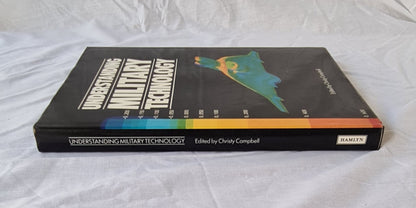 UNDERSTANDING
MILITARY
TECHNOLOGY
UNDERSTANDING MILITARY TECHNOLOGY
Edited by Christy Campbell
HAMLYN